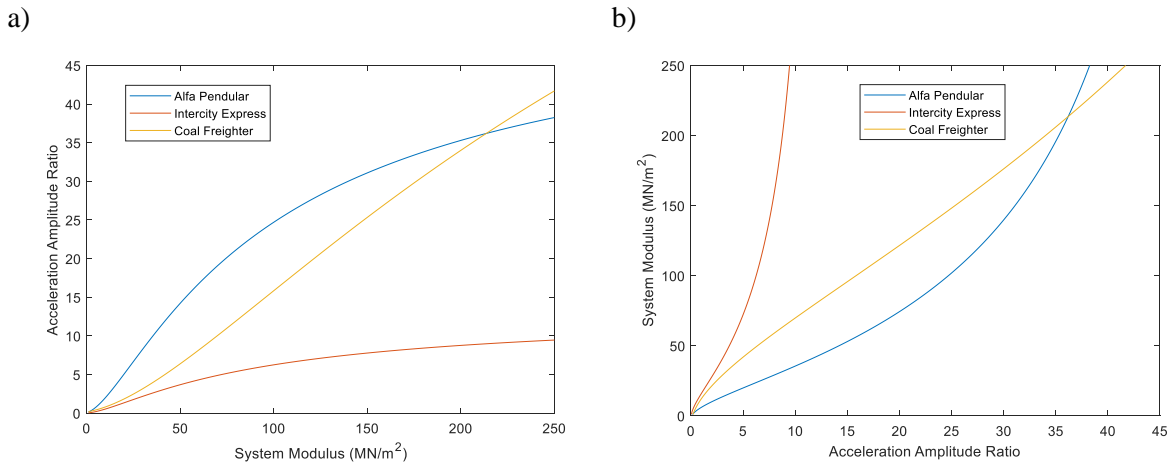 a)
b)
45
40
35
30
25
20
15
10
5
0
Acceleration Amplitude Ratio
Alfa Pendular
Intercity Express
Coal Freighter
0 50 100 150 200 250
System Modulus (MN/m²)
250
200
150
100
50
0
System Modulus (MN/m²)
Alfa Pendular
Intercity Express
Coal Freighter
0 5 10 15 20 25 30 35 40 45
Acceleration Amplitude Ratio